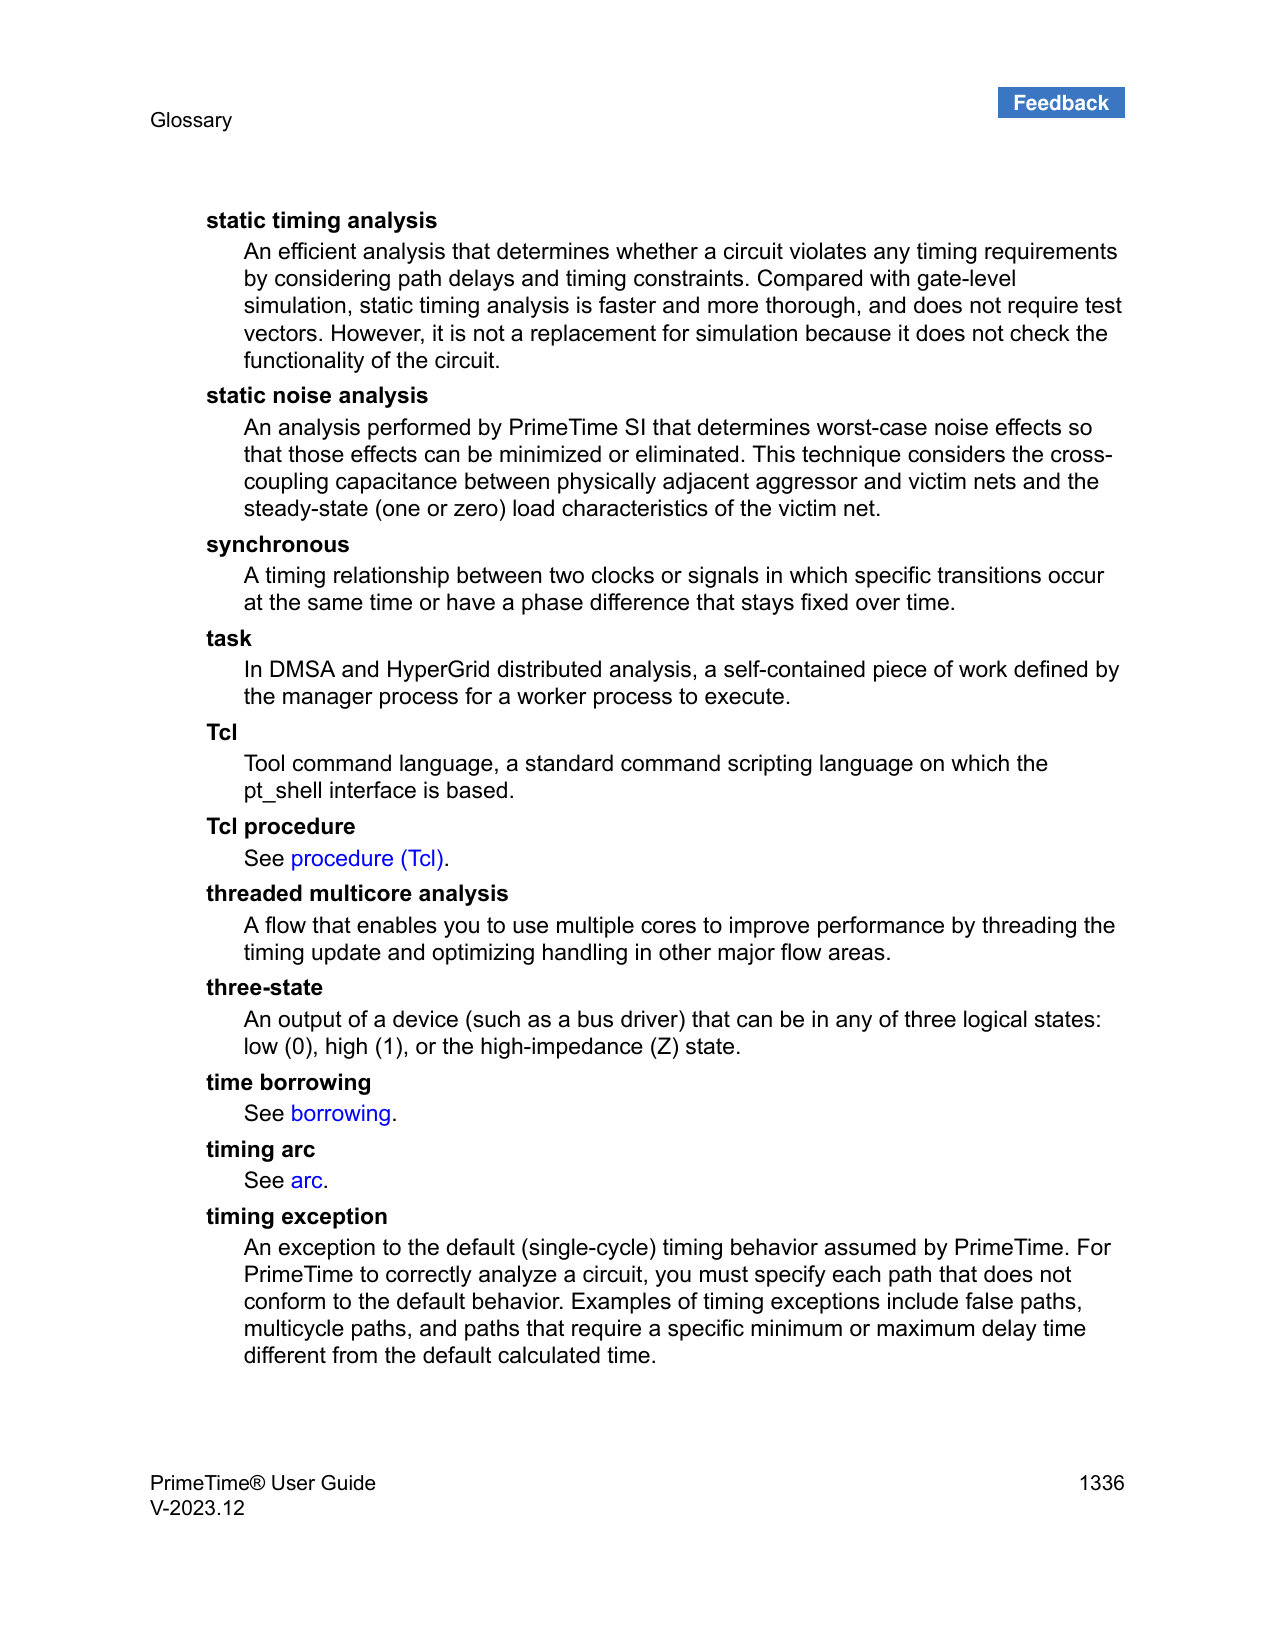 Glossary
Feedback
static timing analysis
An efficient analysis that determines whether a circuit violates any timing requirements
by considering path delays and timing constraints. Compared with gate-level
simulation, static timing analysis is faster and more thorough, and does not require test
vectors. However, it is not a replacement for simulation because it does not check the
functionality of the circuit.
static noise analysis
An analysis performed by PrimeTime SI that determines worst-case noise effects so
that those effects can be minimized or eliminated. This technique considers the cross-
coupling capacitance between physically adjacent aggressor and victim nets and the
steady-state (one or zero) load characteristics of the victim net.
synchronous
A timing relationship between two clocks or signals in which specific transitions occur
at the same time or have a phase difference that stays fixed over time.
task
In DMSA and HyperGrid distributed analysis, a self-contained piece of work defined by
the manager process for a worker process to execute.
Tcl
Tool command language, a standard command scripting language on which the
pt_shell interface is based.
Tcl procedure
See procedure (Tcl).
threaded multicore analysis
A flow that enables you to use multiple cores to improve performance by threading the
timing update and optimizing handling in other major flow areas.
three-state
An output of a device (such as a bus driver) that can be in any of three logical states:
low (0), high (1), or the high-impedance (Z) state.
time borrowing
See borrowing.
timing arc
See arc.
timing exception
An exception to the default (single-cycle) timing behavior assumed by PrimeTime. For
PrimeTime to correctly analyze a circuit, you must specify each path that does not
conform to the default behavior. Examples of timing exceptions include false paths,
multicycle paths, and paths that require a specific minimum or maximum delay time
different from the default calculated time.
PrimeTime® User Guide
1336
V-2023.12